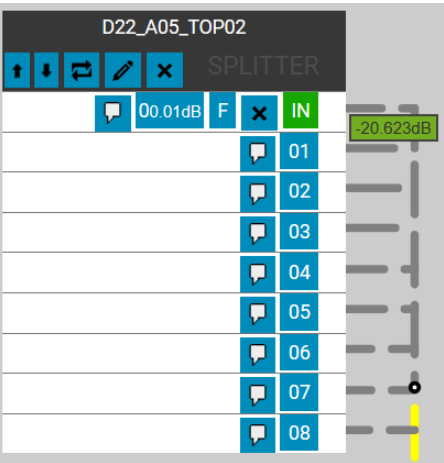 D22_A05_TOP02
SPLITTER
00.01dB F × IN
-20.623dB
01
02
03
04
05
06
07
08